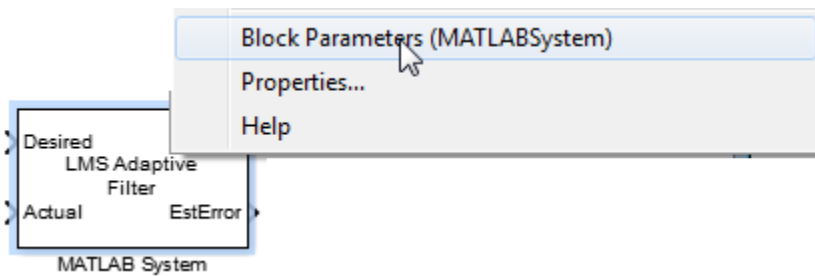 Block Parameters (MATLABSystem)
Properties...
Help
Desired
LMS Adaptive
Filter
Actual EstError
MATLAB System